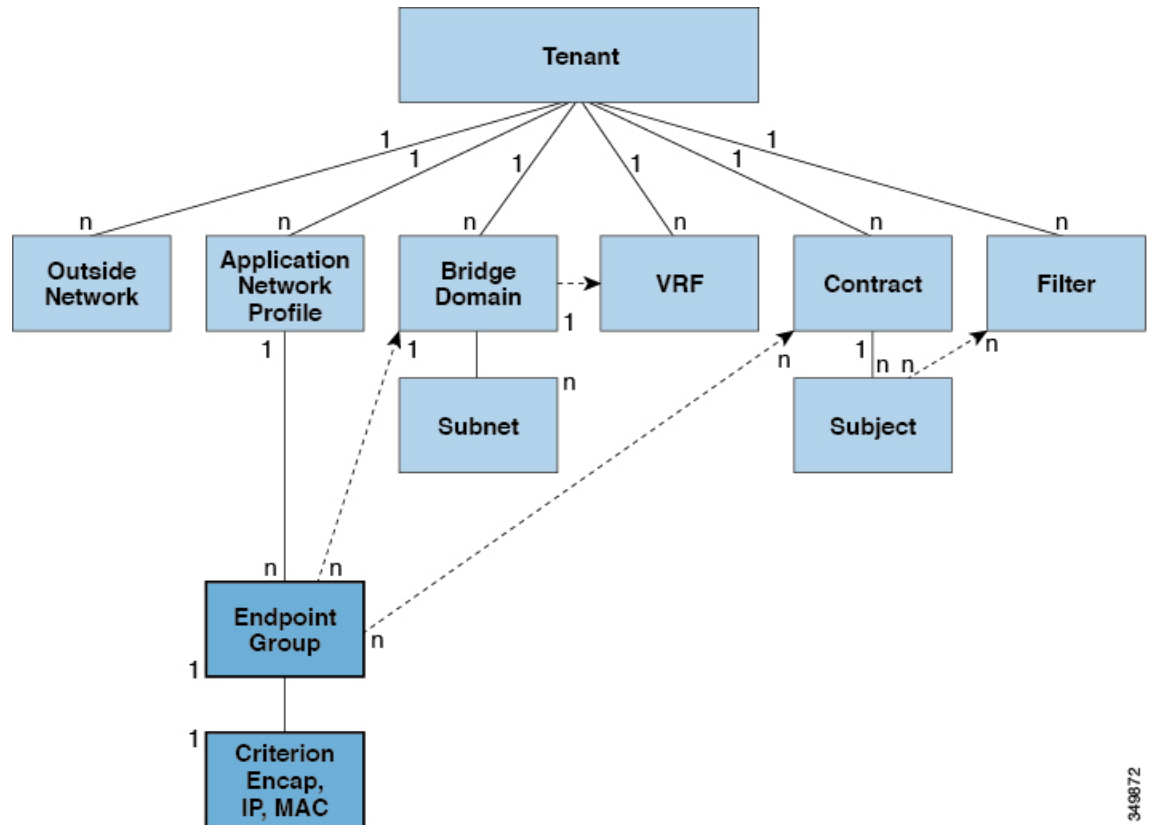 Tenant
1 1 1 1 1 1
n n n n n n
Outside
Network
Application
Network
Profile
Bridge
Domain
VRF
Contract
Filter
1 1 1 n 1 n
n n n
Subnet
Subject
n n
Endpoint
Group
n
1
1
Criterion
Encap,
IP, MAC
349872